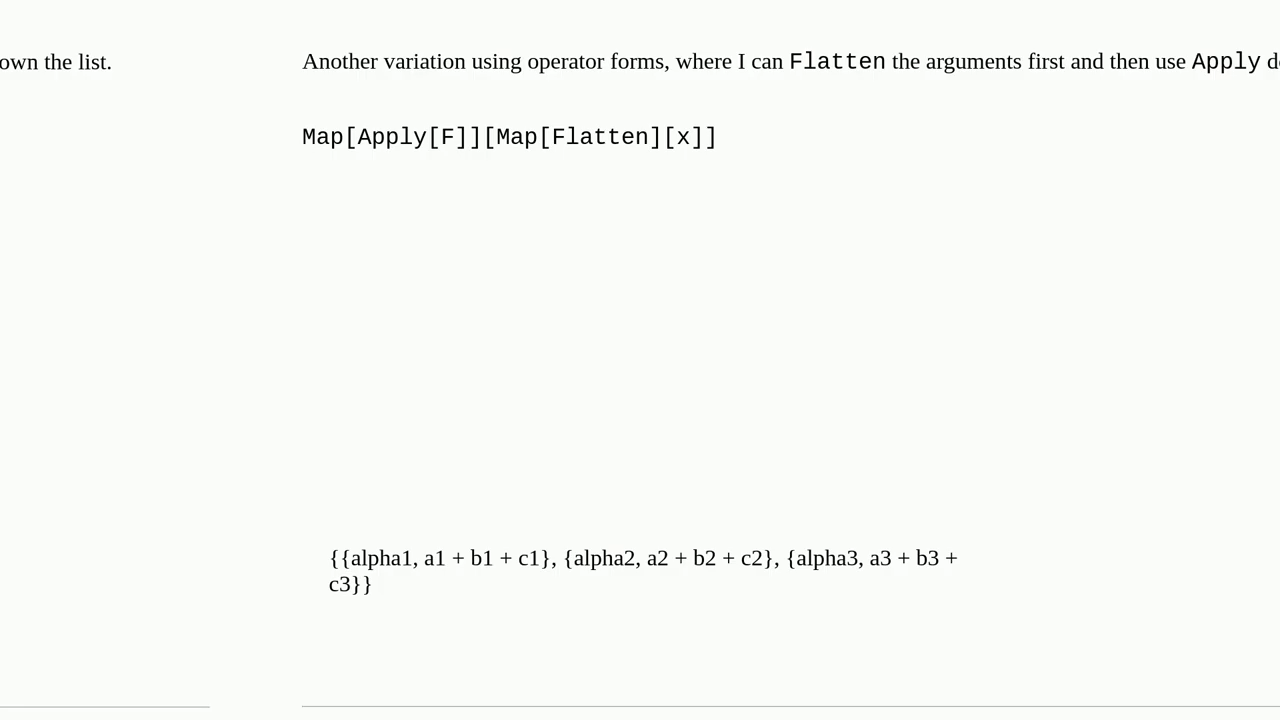 own the list.
Another variation using operator forms, where I can Flatten the arguments first and then use Apply
Map[Apply[F]][Map[Flatten][x]]
{{alpha1, a1 + b1 + c1}, {alpha2, a2 + b2 + c2}, {alpha3, a3 + b3 +
c3}}